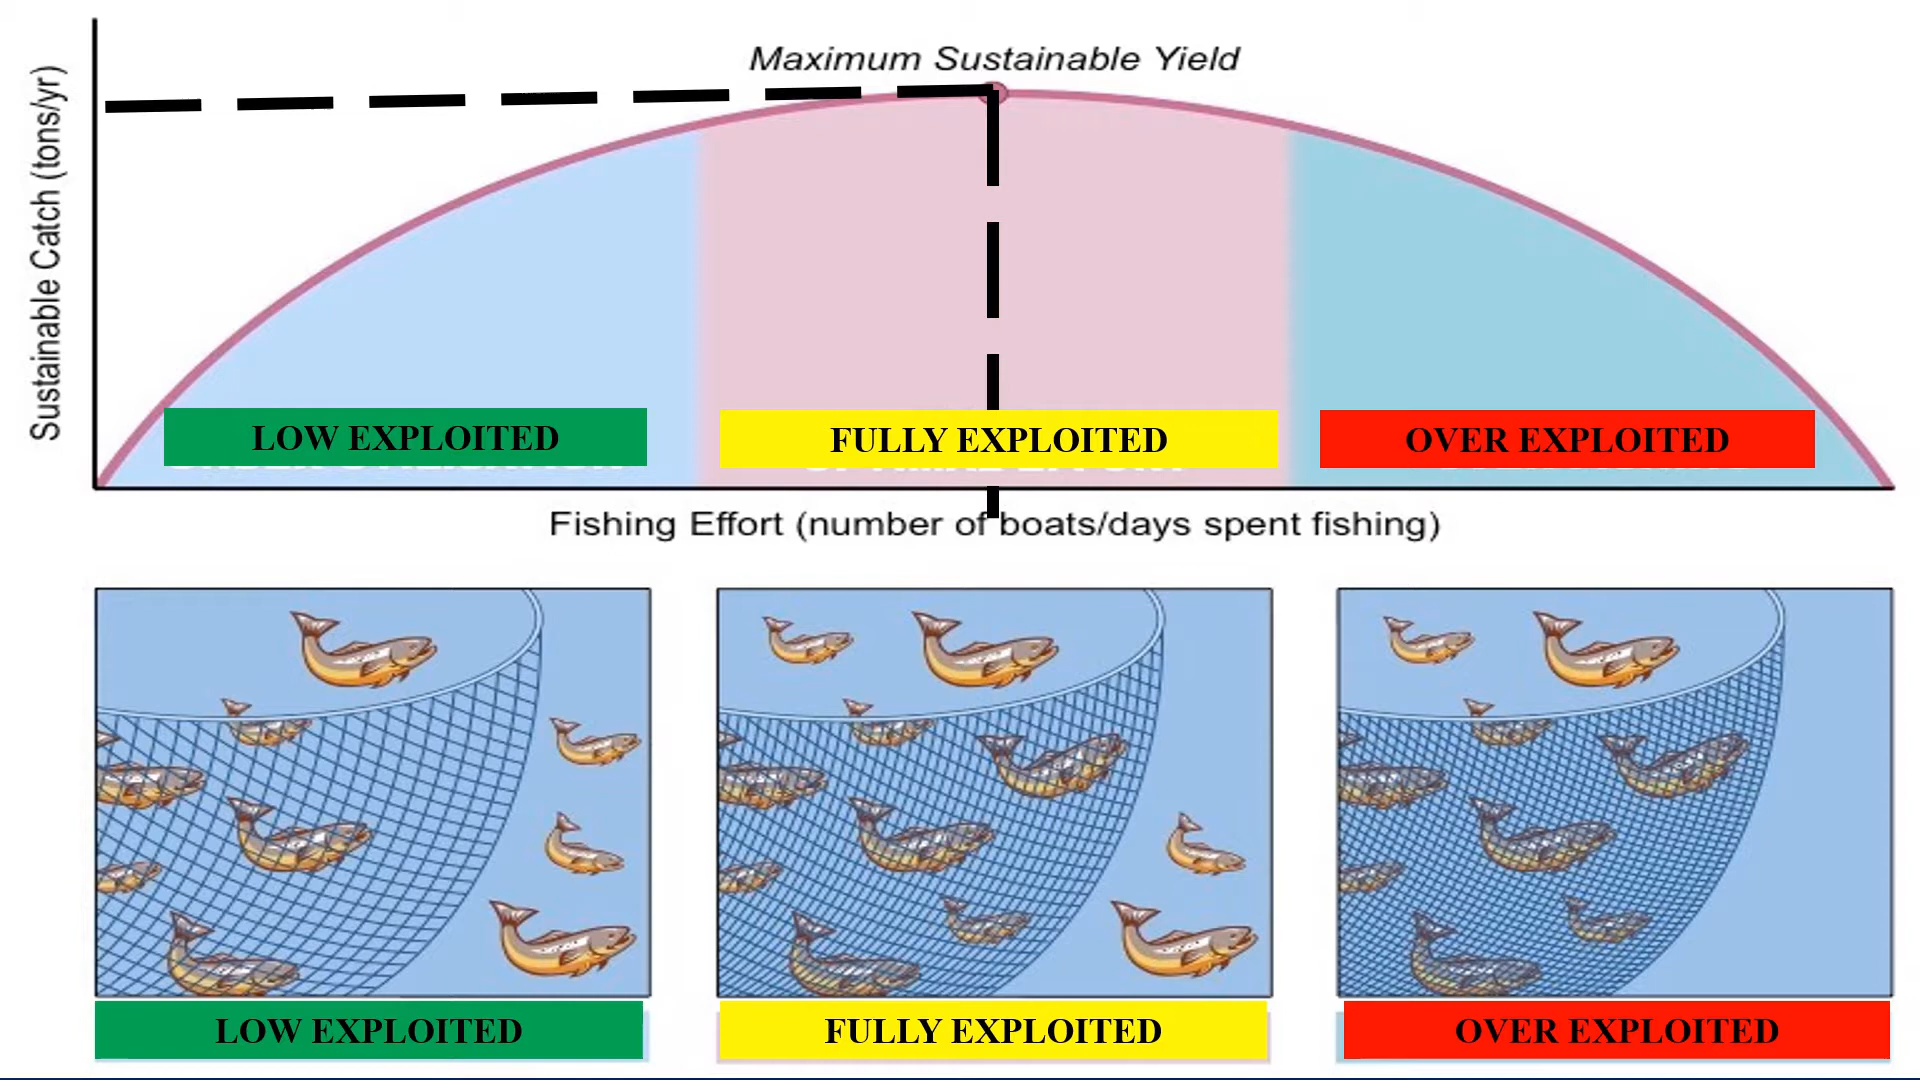 Maximum Sustainable Yield
Sustainable Catch (tons/yr)
LOW EXPLOITED
FULLY EXPLOITED
OVER EXPLOITED
Fishing Effort (number of boats/days spent fishing)
LOW EXPLOITED
FULLY EXPLOITED
OVER EXPLOITED